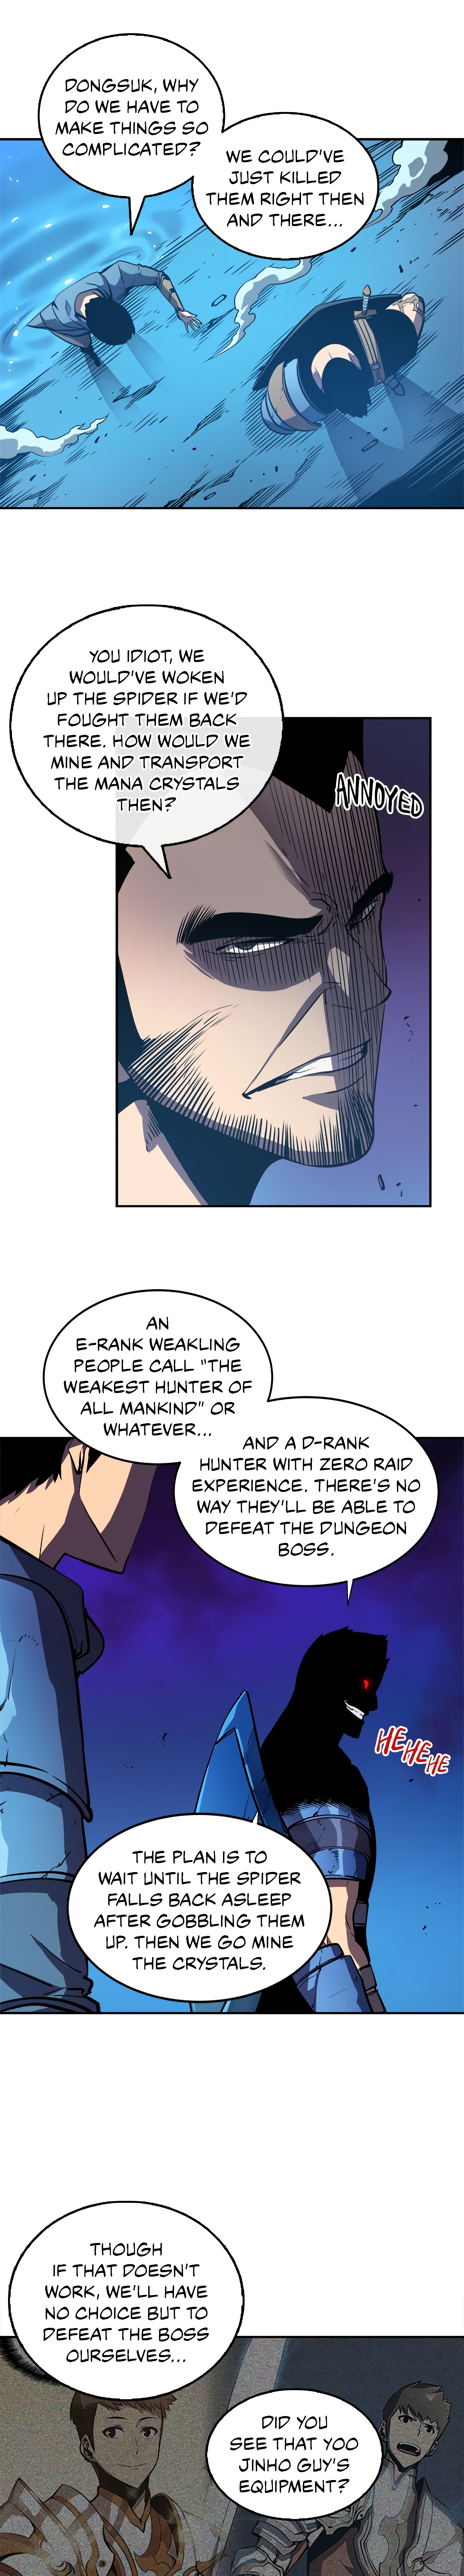 DONGSUK, WHY
DO WE HAVE TO
MAKE THINGS SO
COMPLICATED?
WE COULD'VE
JUST KILLED
THEM RIGHT THEN
AND THERE...
YOU IDIOT, WE
WOULD'VE WOKEN
UP THE SPIDER IF WE'D
FOUGHT THEM BACK
THERE. HOW WOULD WE
MINE AND TRANSPORT
THE MANA CRYSTALS
THEN?
ANNOYED
AN
E-RANK WEAKLING
PEOPLE CALL "THE
WEAKEST HUNTER OF
ALL MANKIND" OR
WHATEVER...
AND A D-RANK
HUNTER WITH ZERO RAID
EXPERIENCE. THERE'S NO
WAY THEY'LL BE ABLE TO
DEFEAT THE DUNGEON
BOSS.
HEHEHE
THE PLAN IS TO
WAIT UNTIL THE SPIDER
FALLS BACK ASLEEP
AFTER GOBBLING THEM
UP. THEN WE GO MINE
THE CRYSTALS.
THOUGH
IF THAT DOESN'T
WORK, WE'LL HAVE
NO CHOICE BUT TO
DEFEAT THE BOSS
OURSELVES...
DID YOU
SEE THAT YOO
JINHO GUY'S
EQUIPMENT?